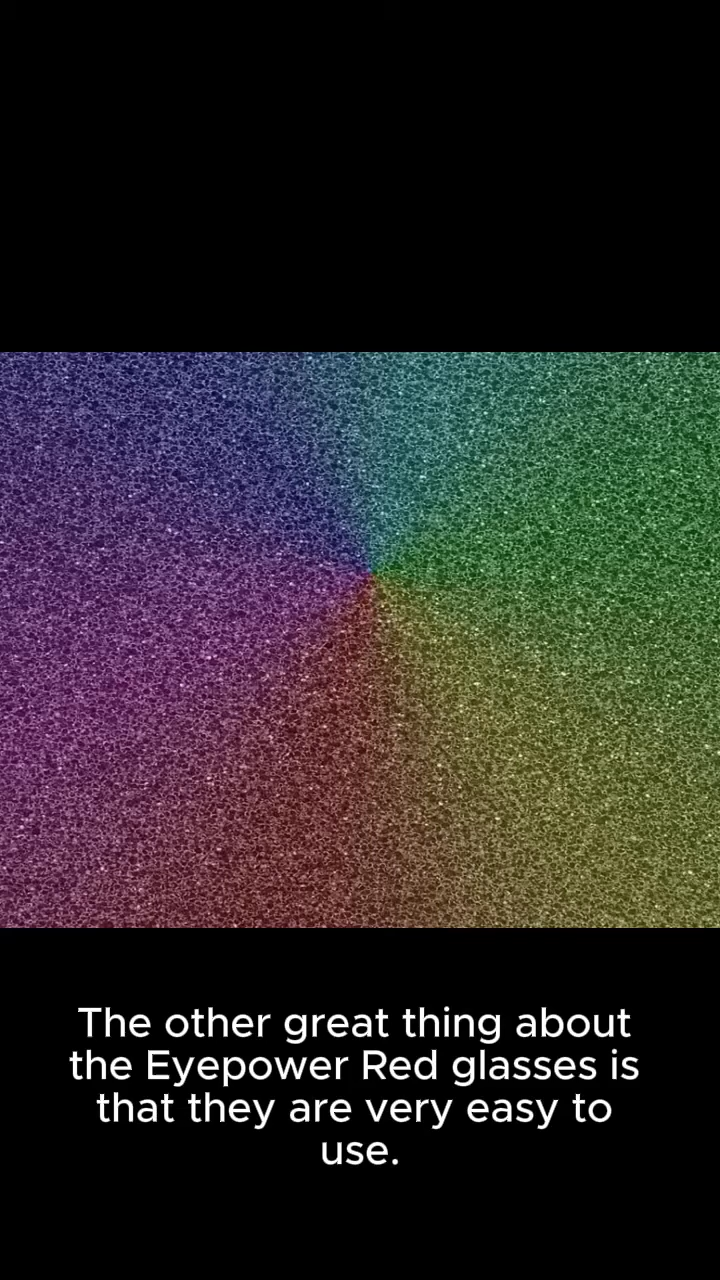 The other great thing about
the Eyepower Red glasses is
that they are very easy to
use.